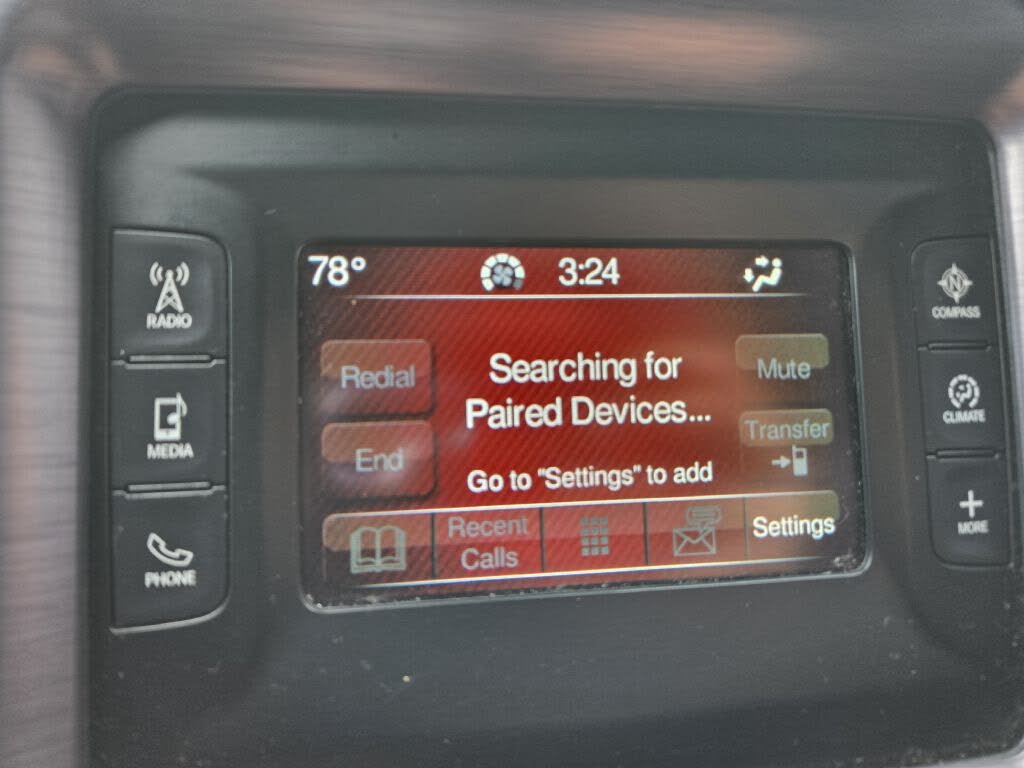 78° 3:24
RADIO
MEDIA
PHONE
Redial
End
Searching for
Paired Devices...
Go to "Settings" to add
Mute
Transfer
Recent
Calls
Settings
N
COMPASS
CLIMATE
MORE